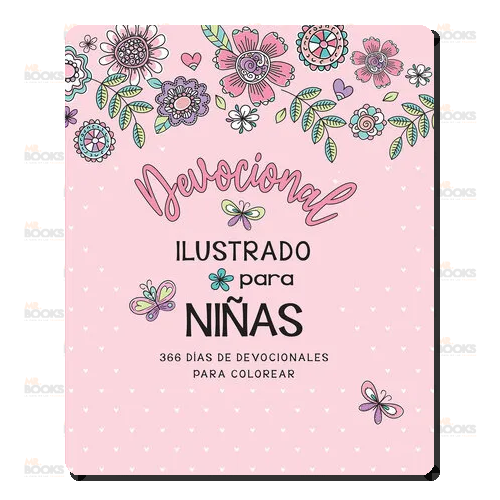 Devocional
ILUSTRADO
para
NIÑAS
366 DÍAS DE DEVOCIONALES
PARA COLOREAR